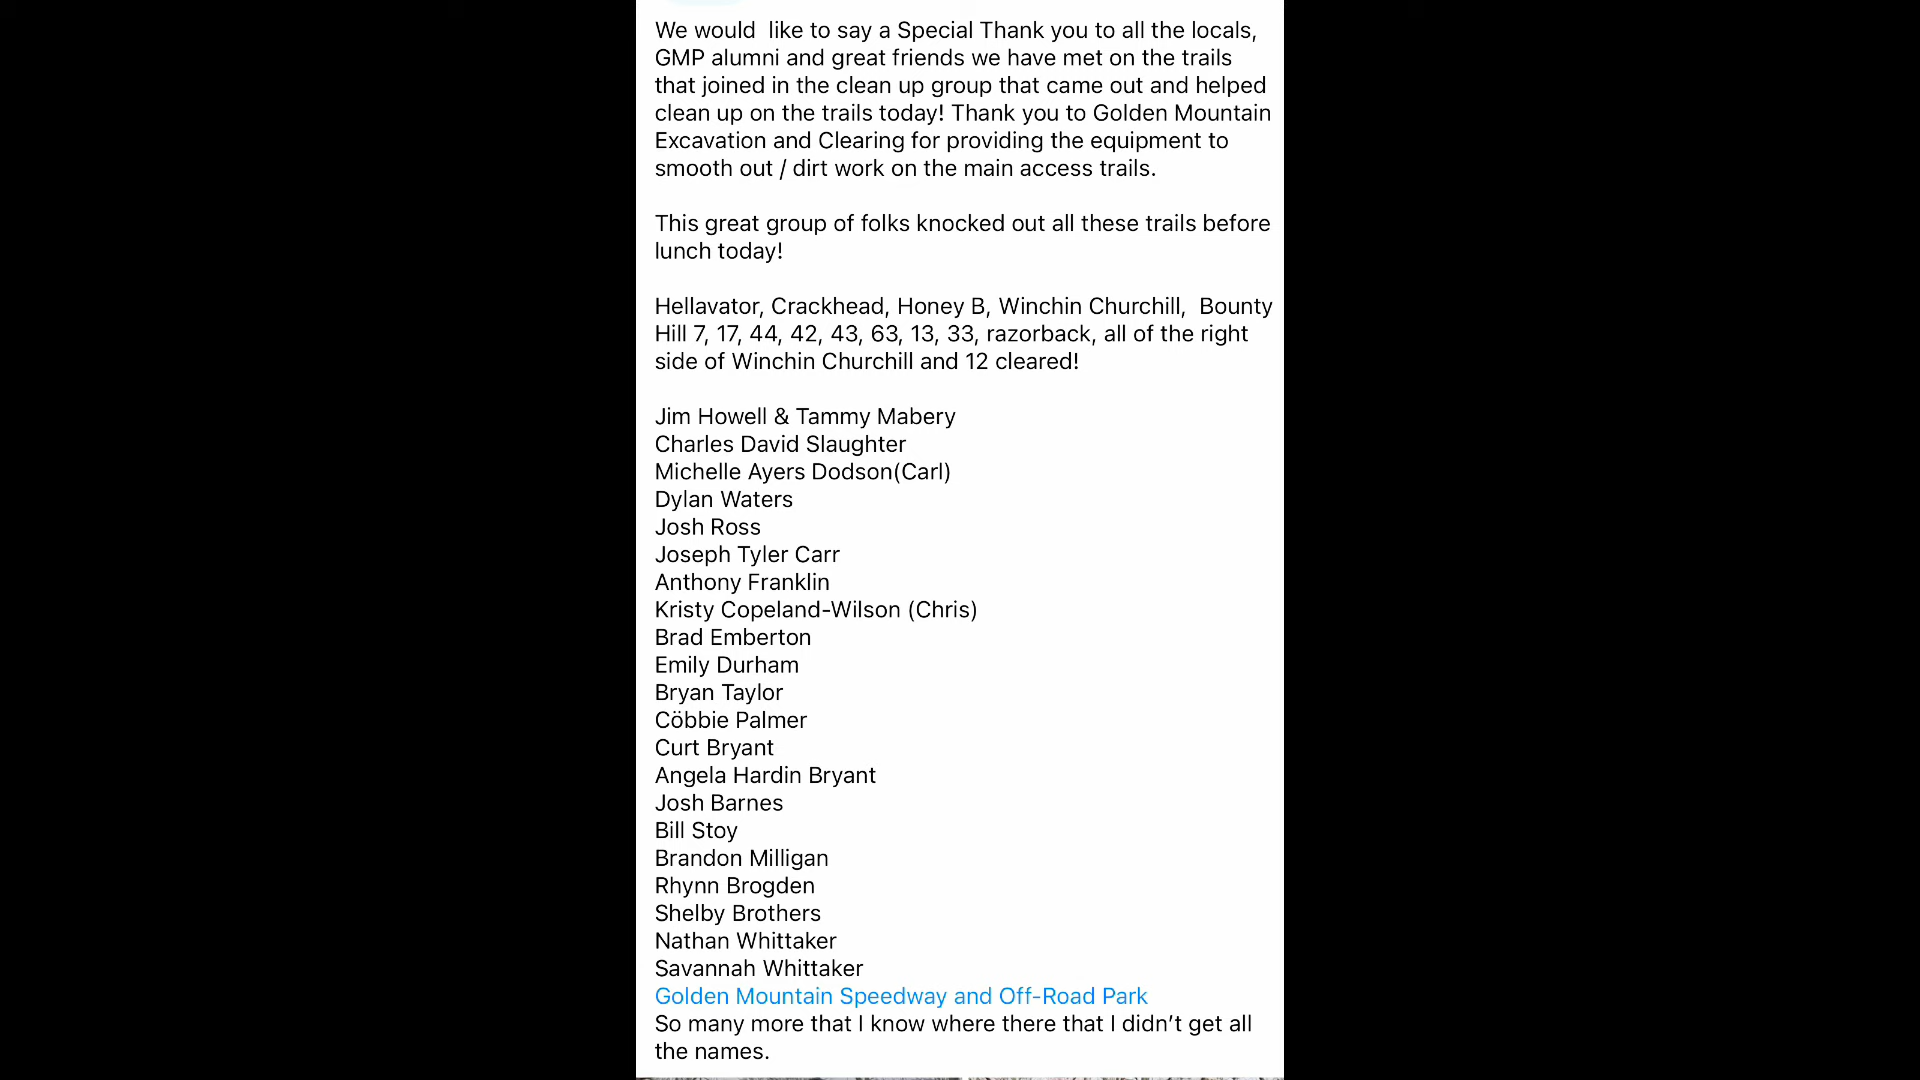 We would  like to say a Special Thank you to all the locals,
GMP alumni and great friends we have met on the trails
that joined in the clean up group that came out and helped
clean up on the trails today! Thank you to Golden Mountain
Excavation and Clearing for providing the equipment to
smooth out / dirt work on the main access trails.

This great group of folks knocked out all these trails before
lunch today!

Hellavator, Crackhead, Honey B, Winchin Churchill,  Bounty
Hill 7, 17, 44, 42, 43, 63, 13, 33, razorback, all of the right
side of Winchin Churchill and 12 cleared!

Jim Howell & Tammy Mabery
Charles David Slaughter
Michelle Ayers Dodson(Carl)
Dylan Waters
Josh Ross
Joseph Tyler Carr
Anthony Franklin
Kristy Copeland-Wilson (Chris)
Brad Emberton
Emily Durham
Bryan Taylor
Cöbbie Palmer
Curt Bryant
Angela Hardin Bryant
Josh Barnes
Bill Stoy
Brandon Milligan
Rhynn Brogden
Shelby Brothers
Nathan Whittaker
Savannah Whittaker
Golden Mountain Speedway and Off-Road Park
So many more that I know where there that I didn’t get all
the names.